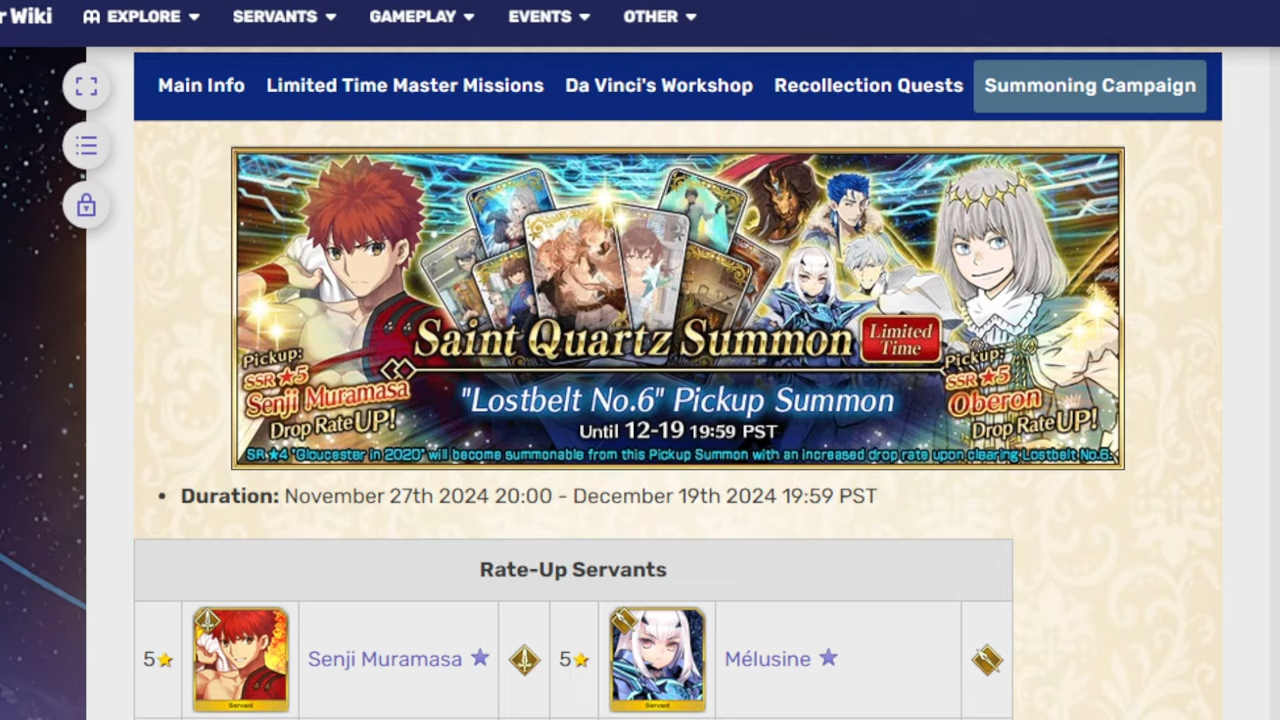 r Wiki EXPLORE SERVANTS GAMEPLAY EVENTS OTHER
Main Info Limited Time Master Missions Da Vinci's Workshop Recollection Quests Summoning Campaign
Saint Quartz Summon Limited Time
Pickup:
SSR ★5
Senji Muramasa
Drop Rate UP!
"Lostbelt No.6" Pickup Summon
Until 12-19 19:59 PST
Pickup:
SSR ★5
Oberon
Drop Rate UP!
SR ★4 "Gloucester in 2020" will become summonable from this Pickup Summon with an increased drop rate upon clearing Lostbelt No.6.
• Duration: November 27th 2024 20:00 - December 19th 2024 19:59 PST
Rate-Up Servants
5★ Senji Muramasa ★ 5★ Mélusine ★
Servant Servant